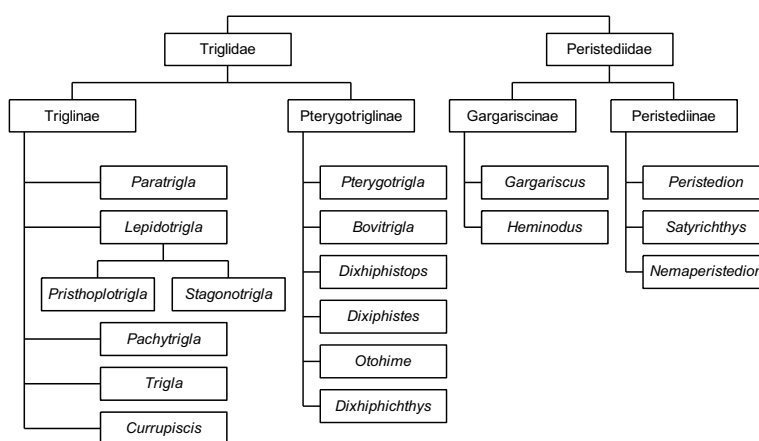 Triglidae
Peristediidae
Triglinae
Pterygotriglinae
Gargariscinae
Peristediinae
Paratrigla
Pterygotrigla
Gargariscus
Peristedion
Lepidotrigla
Bovitrigla
Heminodus
Satyrichthys
Pristhoplotrigla
Stagonotrigla
Dixhiphistops
Nemaperistedion
Pachytrigla
Dixiphistes
Trigla
Otohime
Currupiscis
Dixhiphichthys